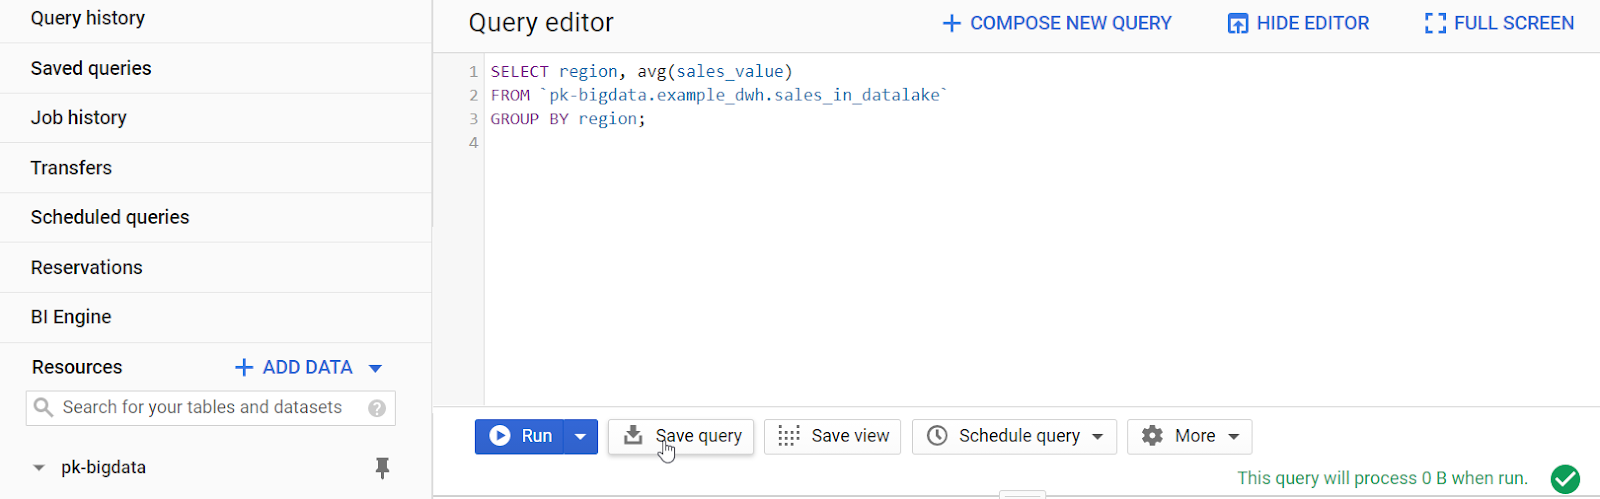 Query history
Saved queries
Job history
Transfers
Scheduled queries
Reservations
BI Engine
Resources + ADD DATA
Search for your tables and datasets ?
pk-bigdata
Query editor
+ COMPOSE NEW QUERY HIDE EDITOR FULL SCREEN
1 SELECT region, avg(sales_value)
2 FROM `pk-bigdata.example_dwh.sales_in_datalake`
3 GROUP BY region;
4
Run Save query Save view Schedule query More
This query will process 0 B when run.